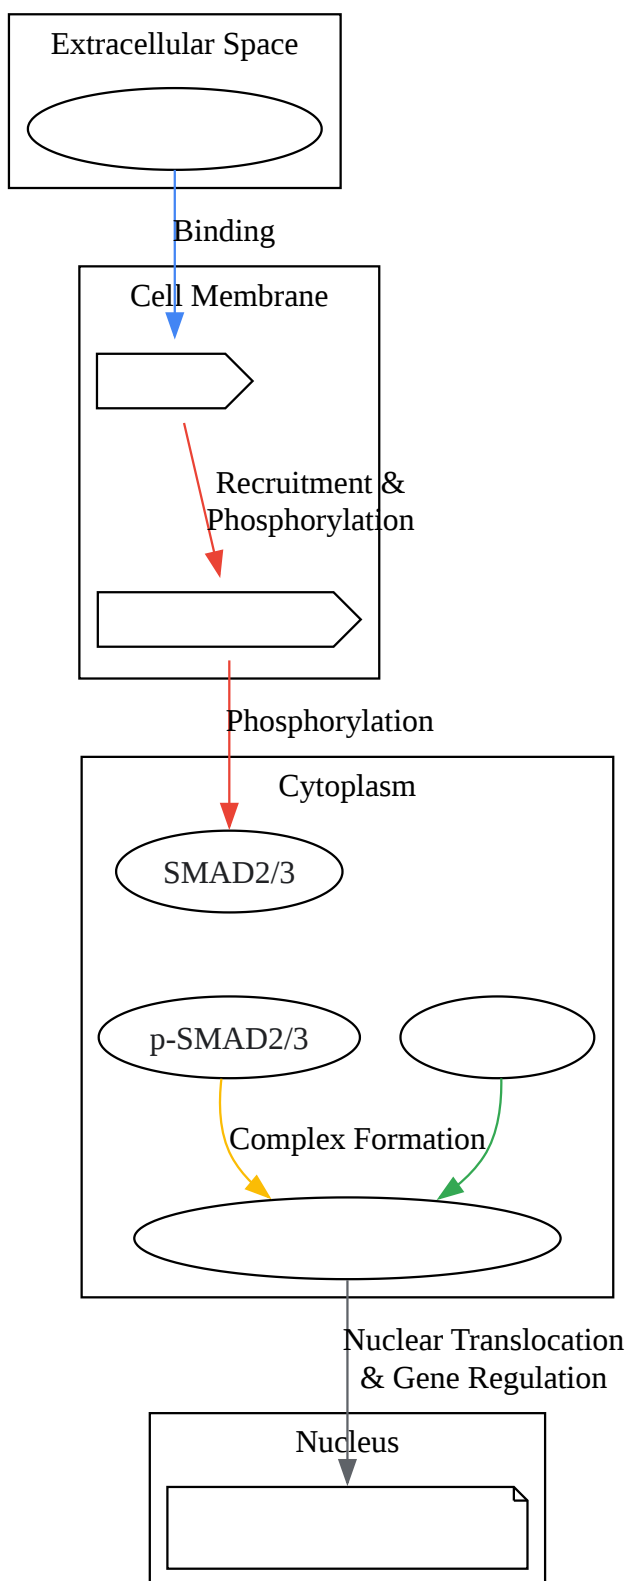 Extracellular Space
Binding
Cell Membrane
Recruitment &
Phosphorylation
Phosphorylation
Cytoplasm
SMAD2/3
p-SMAD2/3
Complex Formation
Nuclear Translocation
& Gene Regulation
Nucleus